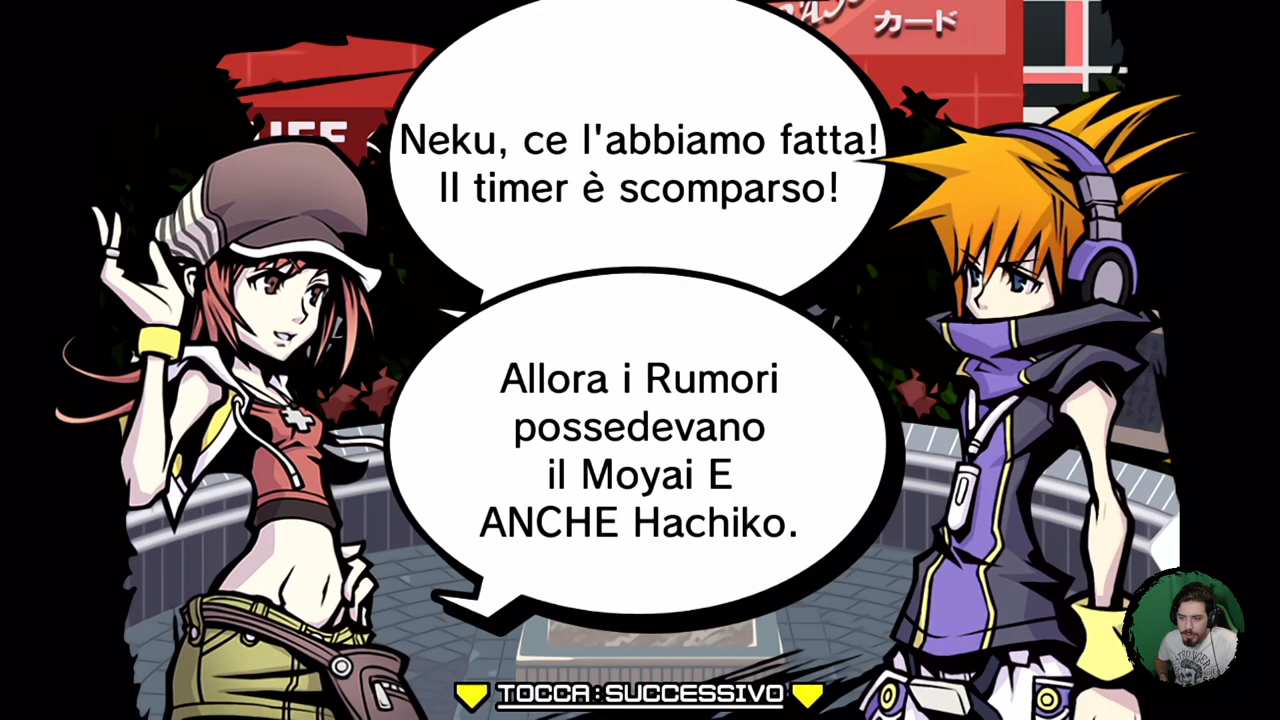 カード
Neku, ce l'abbiamo fatta!
Il timer è scomparso!
Allora i Rumori
possedevano
il Moyai E
ANCHE Hachiko.
TOCCA:SUCCESSIVO